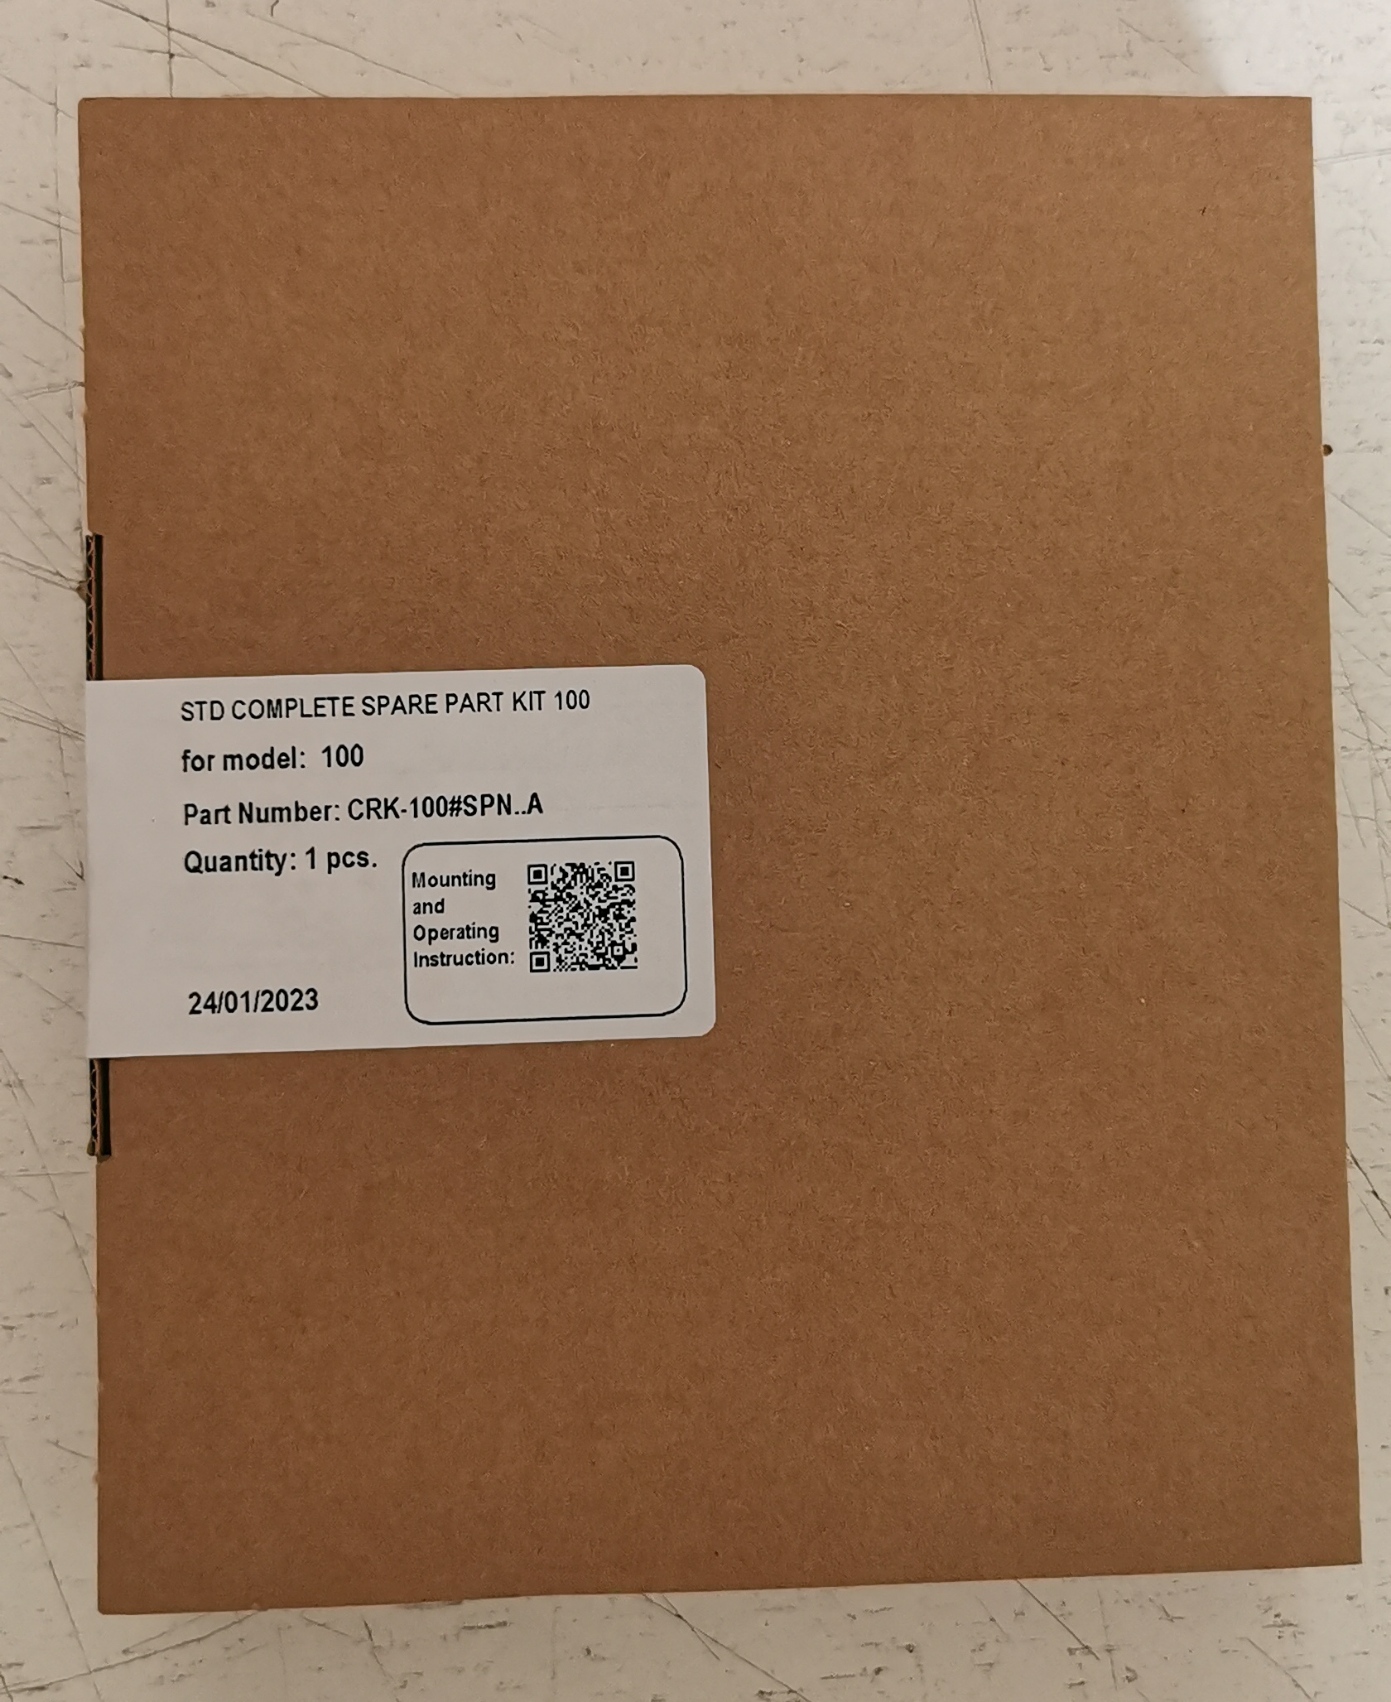 STD COMPLETE SPARE PART KIT 100
for model: 100
Part Number: CRK-100#SPN..A
Quantity: 1 pcs.
Mounting
and
Operating
Instruction:
24/01/2023